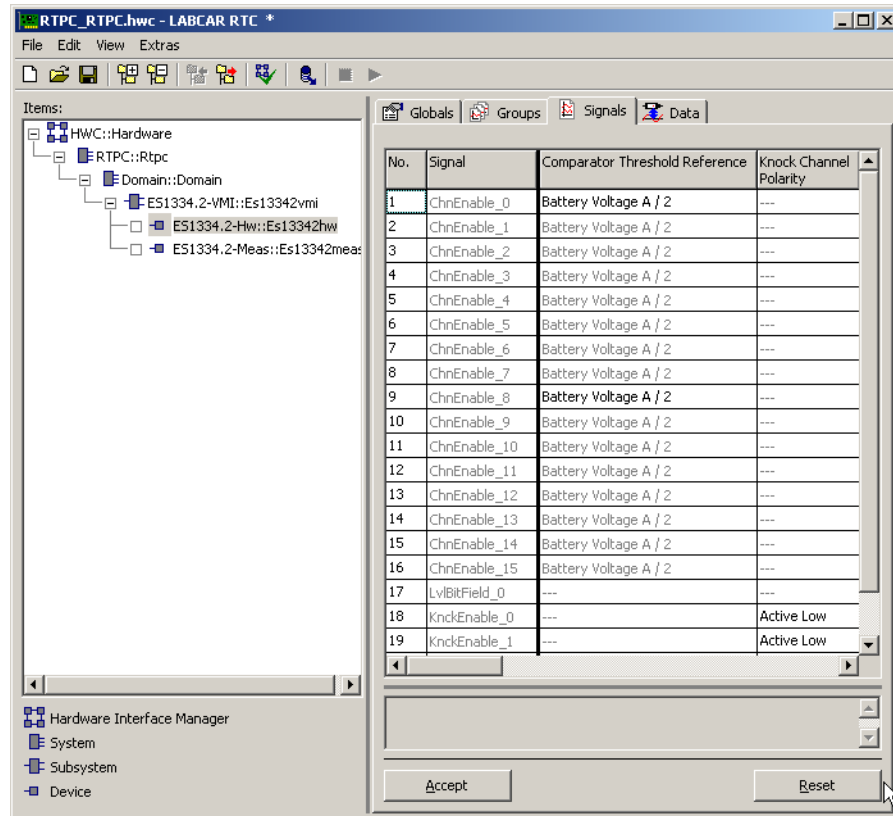 RTPC_RTPC.hwc - LABCAR RTC *
File Edit View Extras
Items:
HWC::Hardware
RTPC::Rtpc
Domain::Domain
ES1334.2-VMI::Es13342vmi
ES1334.2-Hw::Es13342hw
ES1334.2-Meas::Es13342meas
Hardware Interface Manager
System
Subsystem
Device
Globals Groups Signals Data
No. Signal Comparator Threshold Reference Knock Channel
Polarity
1 ChnEnable_0 Battery Voltage A / 2 ---
2 ChnEnable_1 Battery Voltage A / 2 ---
3 ChnEnable_2 Battery Voltage A / 2 ---
4 ChnEnable_3 Battery Voltage A / 2 ---
5 ChnEnable_4 Battery Voltage A / 2 ---
6 ChnEnable_5 Battery Voltage A / 2 ---
7 ChnEnable_6 Battery Voltage A / 2 ---
8 ChnEnable_7 Battery Voltage A / 2 ---
9 ChnEnable_8 Battery Voltage A / 2 ---
10 ChnEnable_9 Battery Voltage A / 2 ---
11 ChnEnable_10 Battery Voltage A / 2 ---
12 ChnEnable_11 Battery Voltage A / 2 ---
13 ChnEnable_12 Battery Voltage A / 2 ---
14 ChnEnable_13 Battery Voltage A / 2 ---
15 ChnEnable_14 Battery Voltage A / 2 ---
16 ChnEnable_15 Battery Voltage A / 2 ---
17 LvlBitField_0 --- ---
18 KnckEnable_0 --- Active Low
19 KnckEnable_1 --- Active Low
Accept Reset